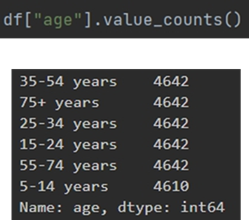 df["age"].value_counts()
35-54 years    4642
75+ years      4642
25-34 years    4642
15-24 years    4642
55-74 years    4642
5-14 years     4610
Name: age, dtype: int64